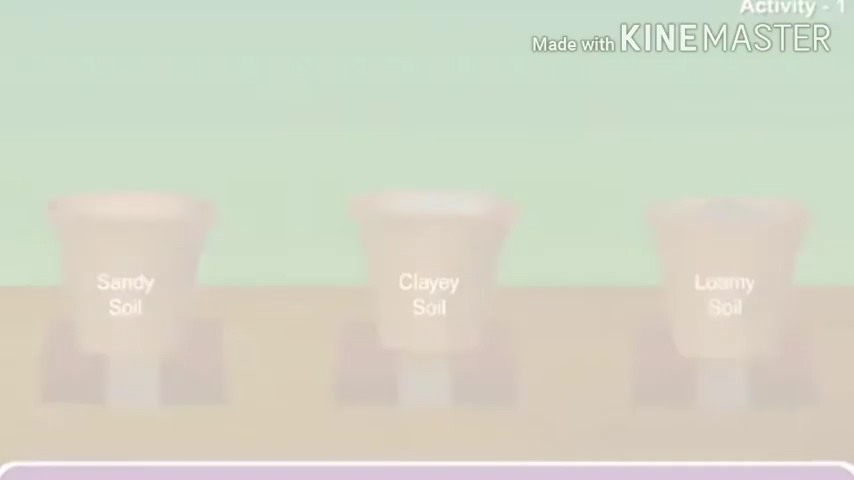 Activity - 1
Made with KINEMASTER
Sandy
Soil
Clayey
Soil
Loamy
Soil